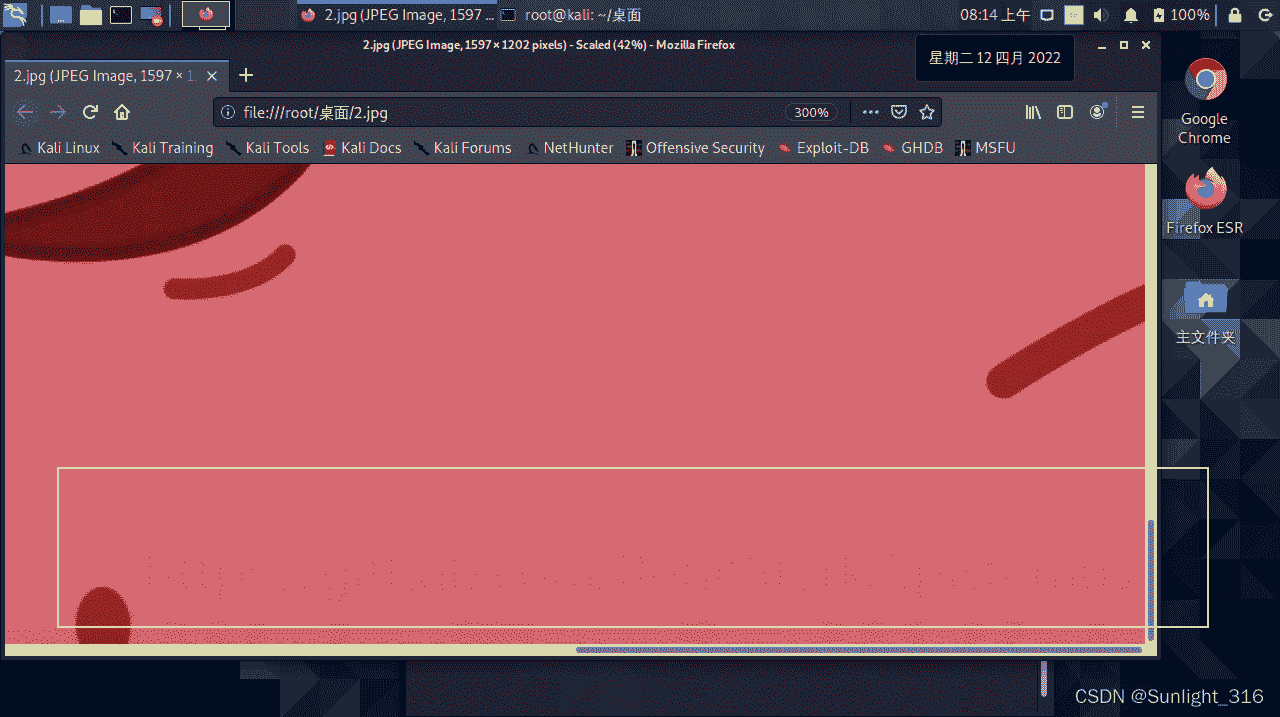 2.jpg (JPEG Image, 1597 ... root@kali: ~/桌面 08:14 上午 100%
2.jpg (JPEG Image, 1597 × 1202 pixels) - Scaled (42%) - Mozilla Firefox
星期二 12 四月 2022
2.jpg (JPEG Image, 1597 × 1
file:///root/桌面/2.jpg 300%
Kali Linux Kali Training Kali Tools Kali Docs Kali Forums NetHunter Offensive Security Exploit-DB GHDB MSFU
Google
Chrome
Firefox ESR
主文件夹
CSDN @Sunlight_316